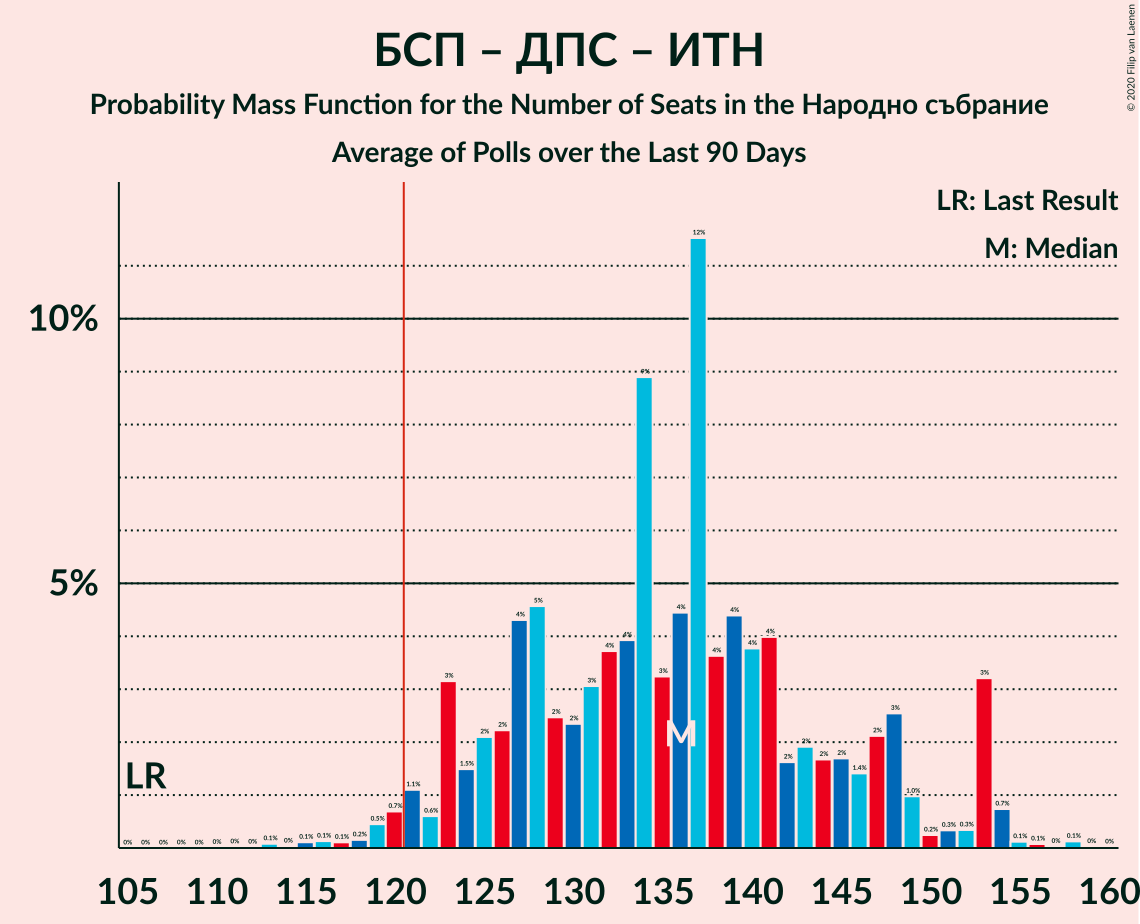 БСП – ДПС – ИТН
Probability Mass Function for the Number of Seats in the Народно събрание
Average of Polls over the Last 90 Days
© 2020 Filip van Laenen
LR: Last Result
M: Median
10%
5%
LR
M
0% 0% 0% 0% 0% 0% 0% 0% 0.1% 0% 0.1% 0.1% 0.1% 0.2% 0.5% 0.7% 1.1% 0.6% 3% 1.5% 2% 2% 4% 5% 2% 2% 3% 4% 4% 9% 3% 4% 12% 4% 4% 4% 4% 2% 2% 2% 2% 1.4% 2% 3% 1.0% 0.2% 0.3% 0.3% 3% 0.7% 0.1% 0.1% 0% 0.1% 0% 0%
105 110 115 120 125 130 135 140 145 150 155 160